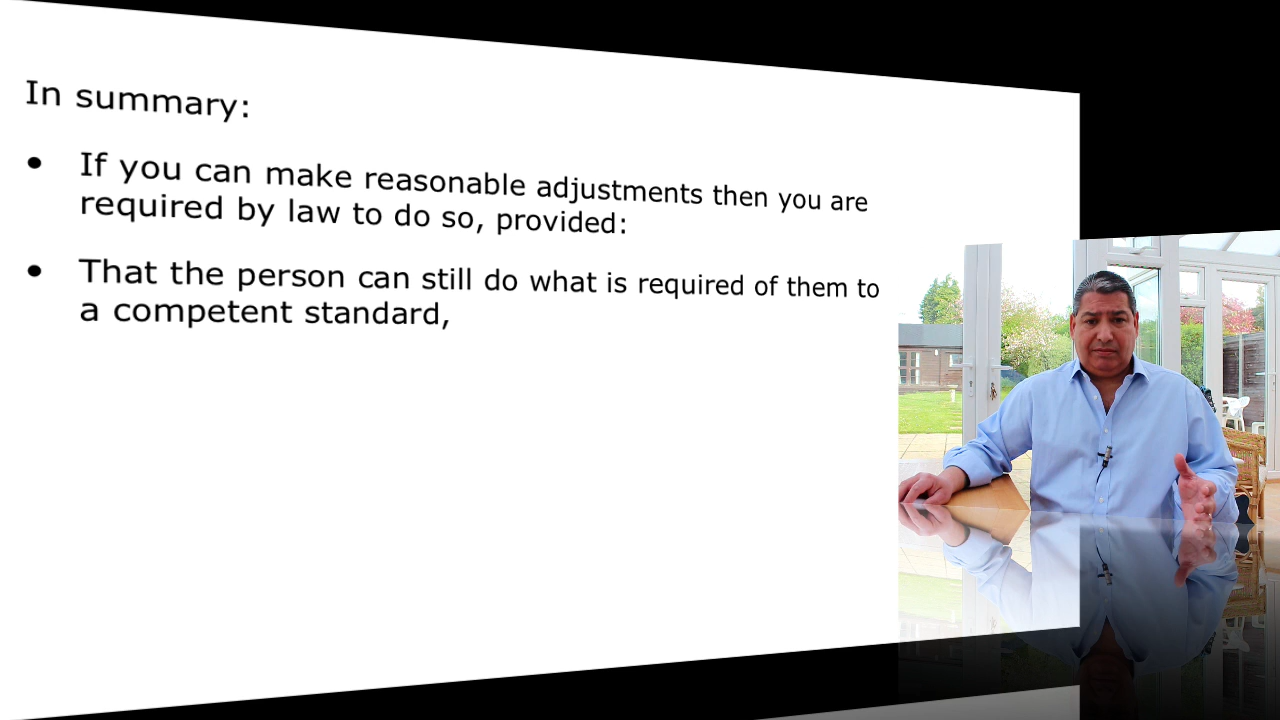 In summary:
• If you can make reasonable adjustments then you are
required by law to do so, provided:
• That the person can still do what is required of them to
a competent standard,